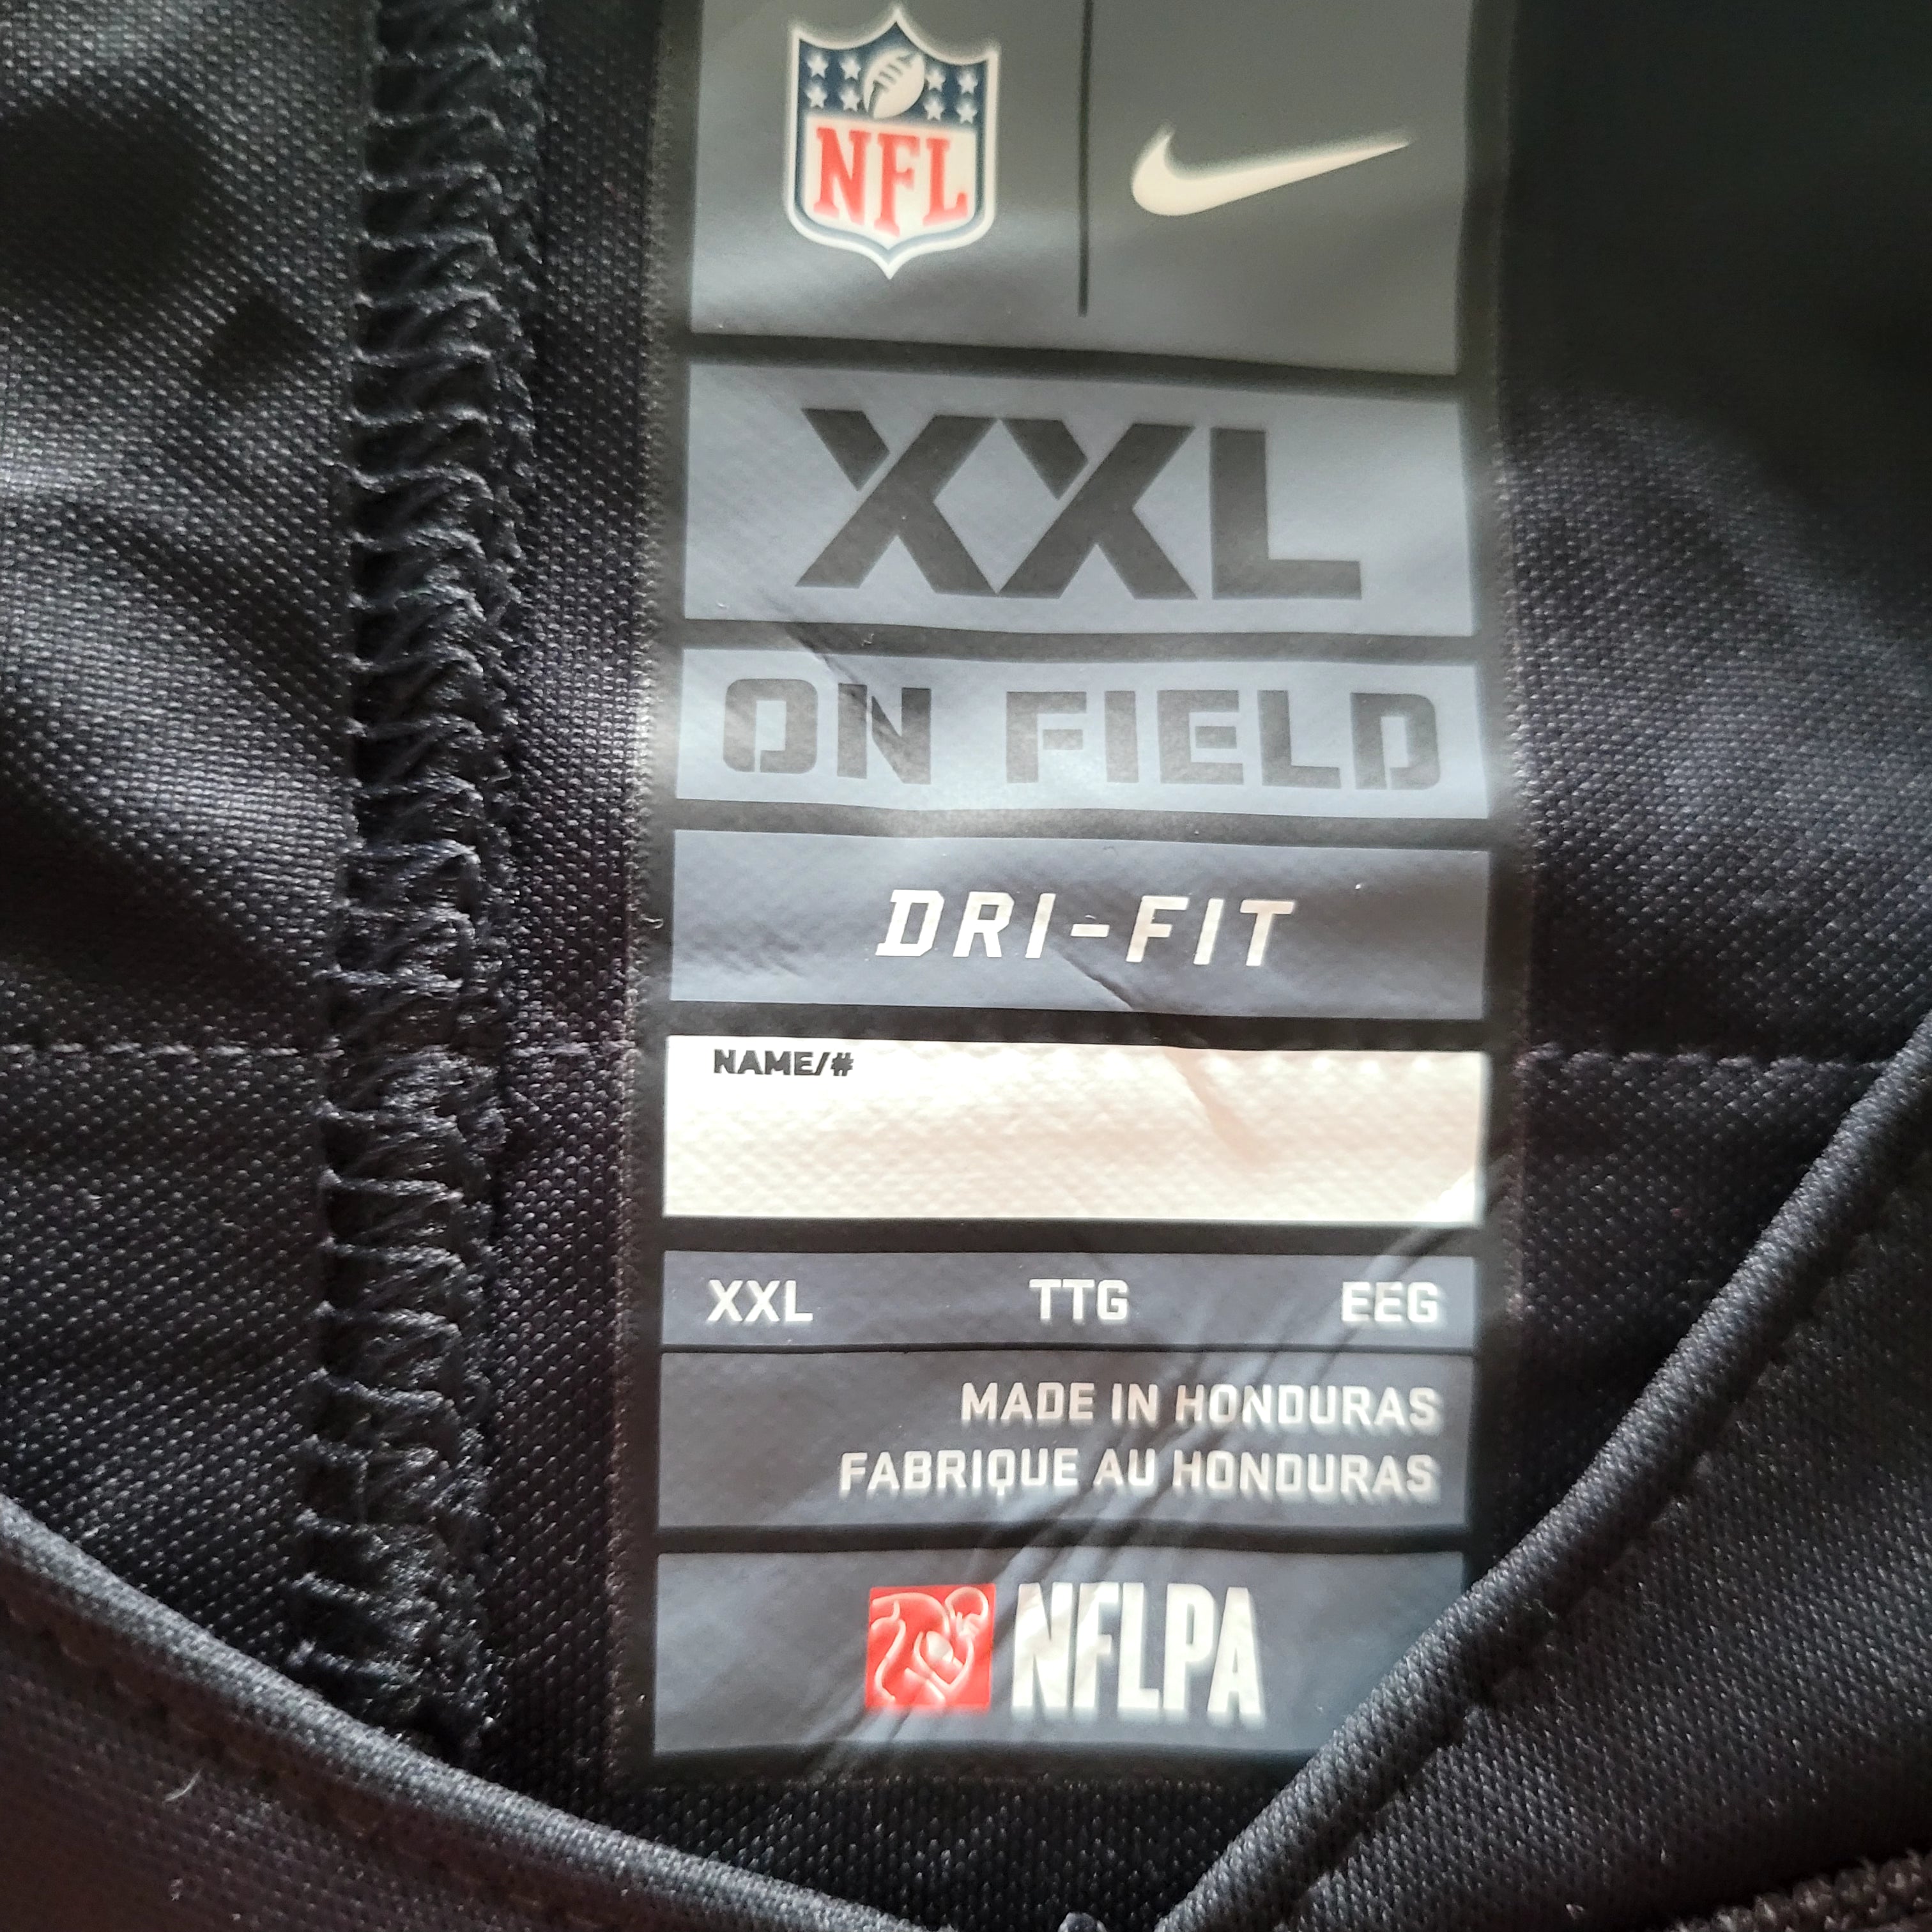 NFL
XXL
ON FIELD
DRI-FIT
NAME/#
XXL TTG EEG
MADE IN HONDURAS
FABRIQUE AU HONDURAS
NFLPA